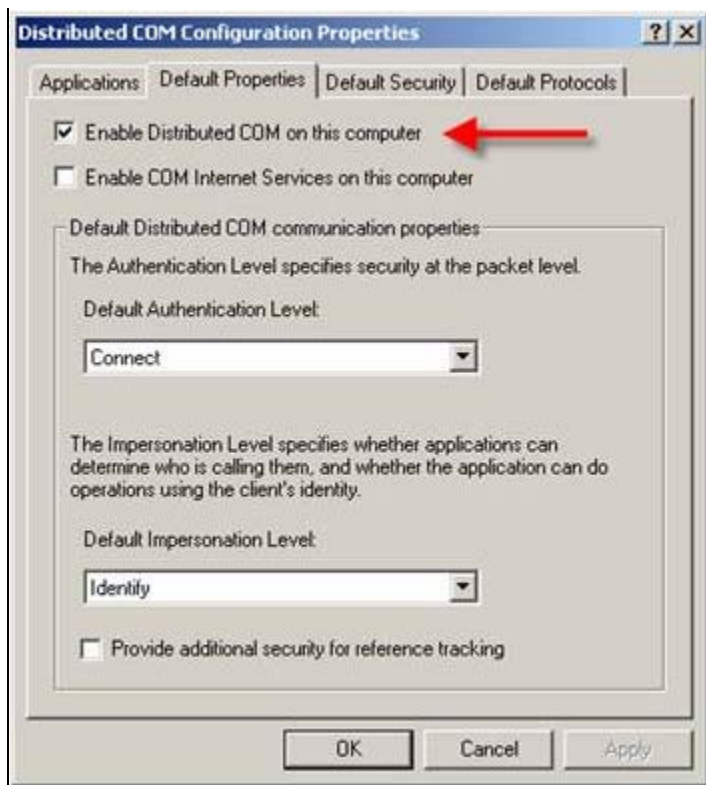 Distributed COM Configuration Properties
Applications Default Properties Default Security Default Protocols
Enable Distributed COM on this computer
Enable COM Internet Services on this computer
Default Distributed COM communication properties
The Authentication Level specifies security at the packet level.
Default Authentication Level:
Connect
The Impersonation Level specifies whether applications can
determine who is calling them, and whether the application can do
operations using the client's identity.
Default Impersonation Level:
Identify
Provide additional security for reference tracking
OK Cancel Apply